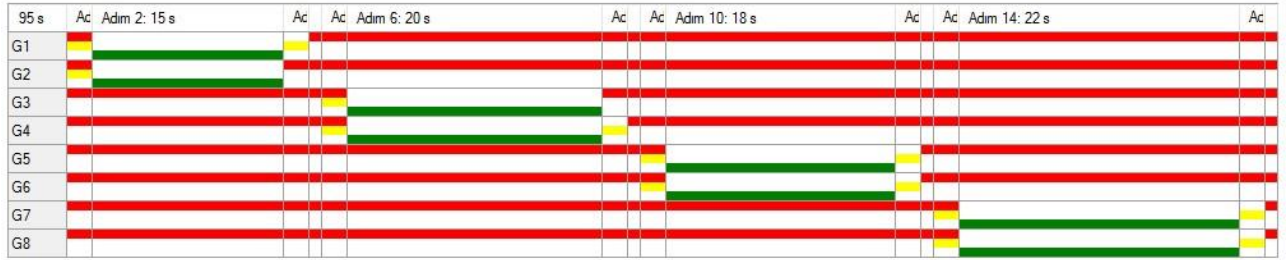 95 s Ac Adım 2: 15 s Ac Ac Adım 6: 20 s Ac Ac Adım 10: 18 s Ac Ac Adım 14: 22 s Ac
G1
G2
G3
G4
G5
G6
G7
G8